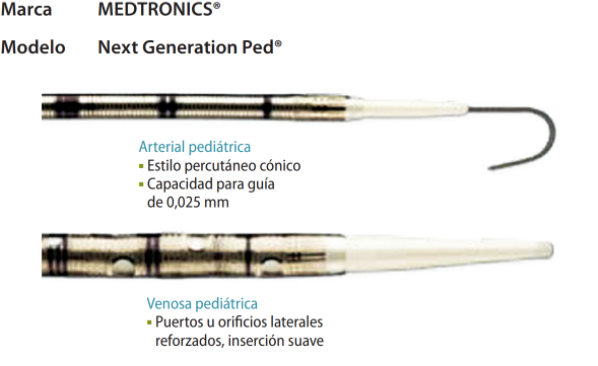 Marca MEDTRONICS®
Modelo Next Generation Ped®
Arterial pediátrica
▪ Estilo percutáneo cónico
▪ Capacidad para guía
de 0,025 mm
Venosa pediátrica
▪ Puertos u orificios laterales
reforzados, inserción suave